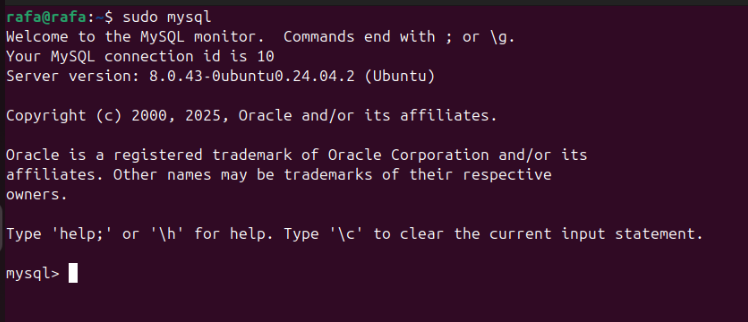 rafa@rafa:~$ sudo mysql
Welcome to the MySQL monitor.  Commands end with ; or \g.
Your MySQL connection id is 10
Server version: 8.0.43-0ubuntu0.24.04.2 (Ubuntu)
Copyright (c) 2000, 2025, Oracle and/or its affiliates.
Oracle is a registered trademark of Oracle Corporation and/or its
affiliates. Other names may be trademarks of their respective
owners.
Type 'help;' or '\h' for help. Type '\c' to clear the current input statement.
mysql>